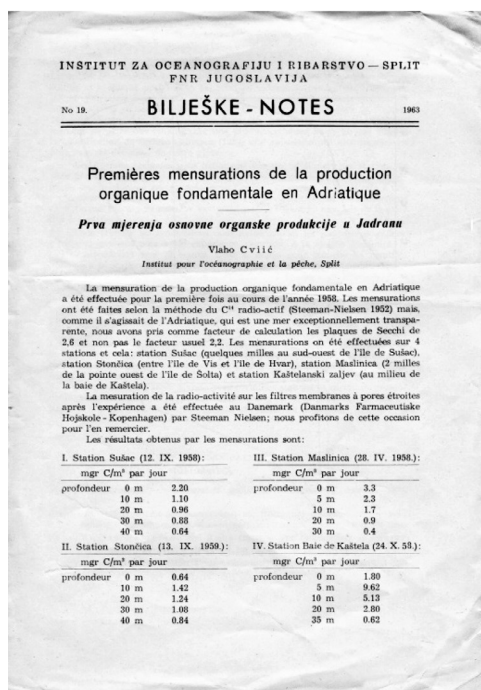 INSTITUT ZA OCEANOGRAFIJU I RIBARSTVO — SPLIT
FNR JUGOSLAVIJA
No 19. BILJEŠKE - NOTES 1963
Premières mensurations de la production
organique fondamentale en Adriatique
Prva mjerenja osnovne organske produkcije u Jadranu
Vlaho Cviić
Institut pour l'océanographie et la pêche, Split
La mensuration de la production organique fondamentale en Adriatique
a été effectuée pour la première fois au cours de l'année 1958. Les mensurations
ont été faites selon la méthode du C¹⁴ radio-actif (Steeman-Nielsen 1952) mais,
comme il s'agissait de l'Adriatique, qui est une mer exceptionnellement transpa-
rente, nous avons pris comme facteur de calculation les plaques de Secchi de
2,6 et non pas le facteur usuel 2,2. Les mensurations ont été effectuées sur 4
stations et cela: station Sušac (quelques milles au sud-ouest de l'île de Sušac),
station Stončica (entre l'île de Vis et l'île de Hvar), station Maslinica (2 milles
de la pointe ouest de l'île de Šolta) et station Kaštelanski zaljev (au milieu de
la baie de Kaštela).
La mesuration de la radio-activité sur les filtres membranes à pores étroites
après l'expérience a été effectuée au Danemark (Danmarks Farmaceutiske
Hojskole - Kopenhagen) par Steeman Nielsen; nous profitons de cette occasion
pour l'en remercier.
Les résultats obtenus par les mensurations sont:
I. Station Sušac (12. IX. 1958):
mgr C/m³ par jour
profondeur 0 m 2.20
10 m 1.10
20 m 0.96
30 m 0.88
40 m 0.64
II. Station Stončica (13. IX. 1959.):
mgr C/m³ par jour
profondeur 0 m 0.64
10 m 1.42
20 m 1.24
30 m 1.08
40 m 0.84
III. Station Maslinica (28. IV. 1958.):
mgr C/m³ par jour
profondeur 0 m 3.3
5 m 2.3
10 m 1.7
20 m 0.9
30 m 0.4
IV. Station Baie de Kaštela (24. X. 58.):
mgr C/m³ par jour
profondeur 0 m 1.80
5 m 9.62
10 m 5.13
20 m 2.80
35 m 0.62